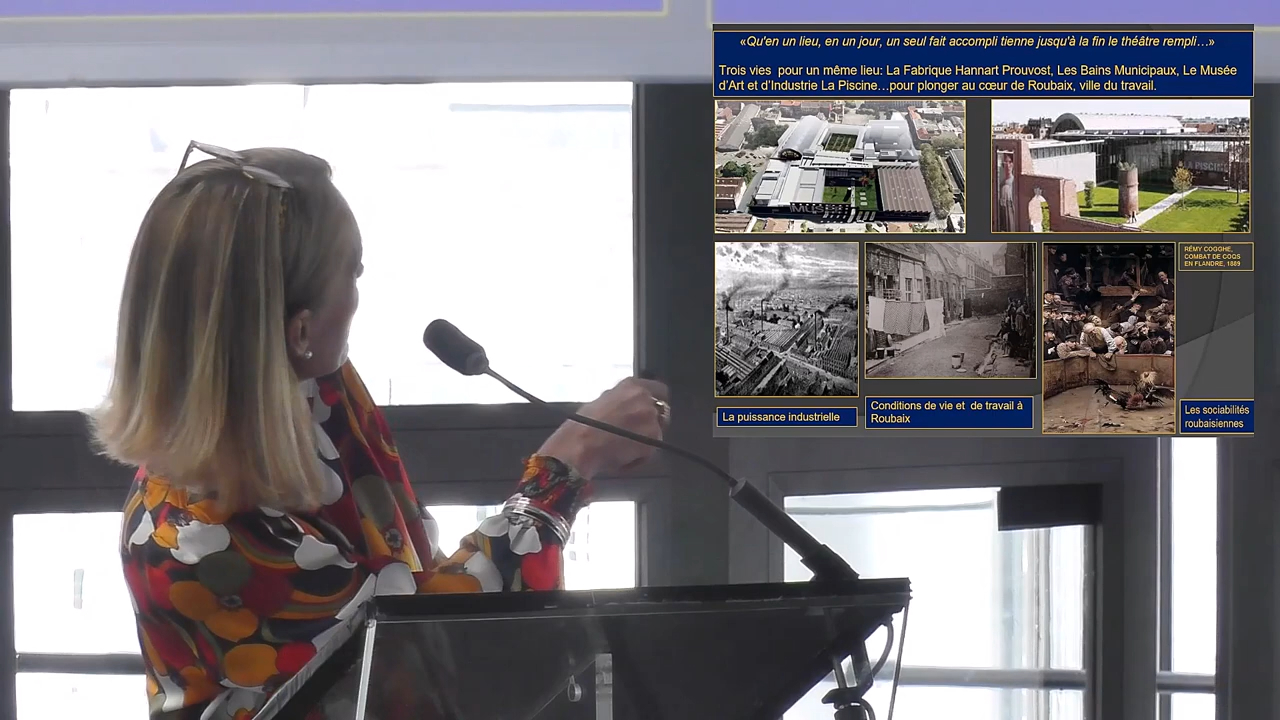 «Qu'en un lieu, en un jour, un seul fait accompli tienne jusqu'à la fin le théâtre rempli…»
Trois vies pour un même lieu: La Fabrique Hannart Prouvost, Les Bains Municipaux, Le Musée
d'Art et d'Industrie La Piscine…pour plonger au cœur de Roubaix, ville du travail.
MUSÉE
LA PISCINE
RÉMY COGGHE,
COMBAT DE COQS
EN FLANDRE, 1889
La puissance industrielle
Conditions de vie et de travail à
Roubaix
Les sociabilités
roubaisiennes